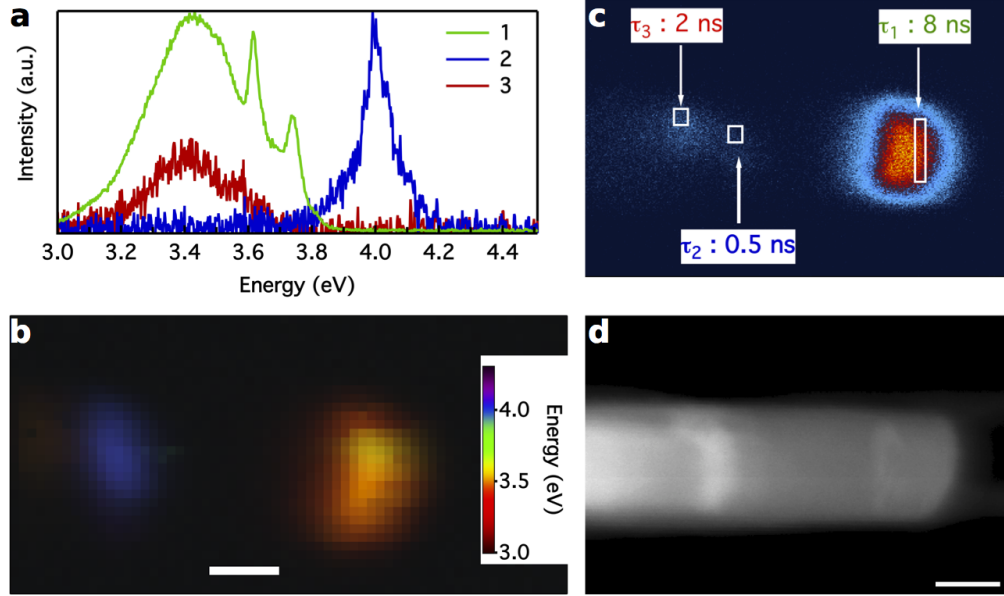 a
Intensity (a.u.)
1
2
3
3.0 3.2 3.4 3.6 3.8 4.0 4.2 4.4
Energy (eV)
c
τ3 : 2 ns
τ1 : 8 ns
τ2 : 0.5 ns
b
4.0
3.5
3.0
Energy (eV)
d